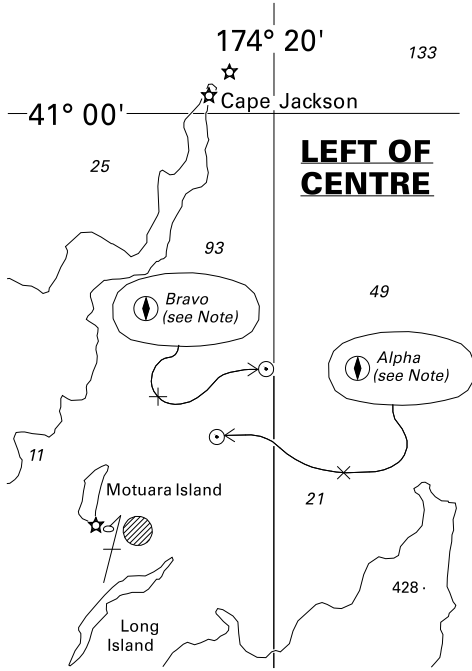 174° 20'
133
Cape Jackson
41° 00'
LEFT OF
CENTRE
25
93
Bravo
(see Note)
49
Alpha
(see Note)
11
Motuara Island
21
428
Long
Island